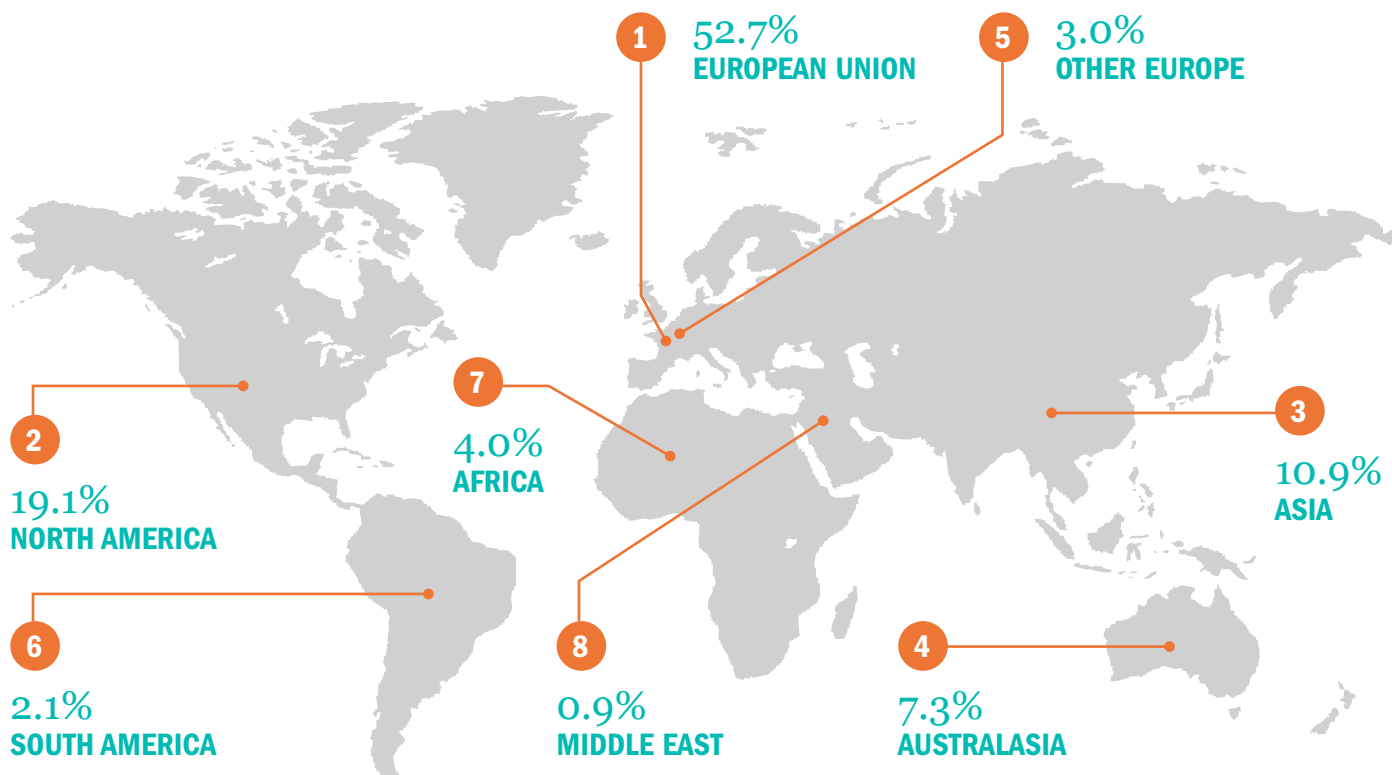 1
52.7%
EUROPEAN UNION
5
3.0%
OTHER EUROPE
2
19.1%
NORTH AMERICA
7
4.0%
AFRICA
3
10.9%
ASIA
6
2.1%
SOUTH AMERICA
8
0.9%
MIDDLE EAST
4
7.3%
AUSTRALASIA